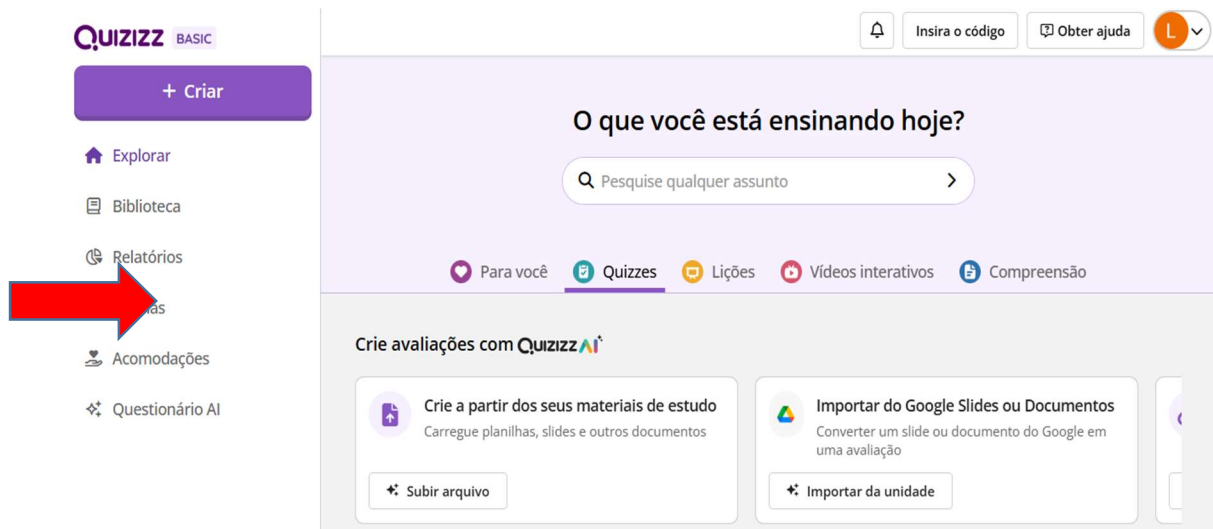 QUIZIZZ BASIC
Insira o código
Obter ajuda
L
+ Criar
Explorar
Biblioteca
Relatórios
Acomodações
Questionário AI
O que você está ensinando hoje?
Pesquise qualquer assunto
Para você Quizzes Lições Vídeos interativos Compreensão
Crie avaliações com QUIZIZZ AI
Crie a partir dos seus materiais de estudo
Carregue planilhas, slides e outros documentos
Subir arquivo
Importar do Google Slides ou Documentos
Converter um slide ou documento do Google em
uma avaliação
Importar da unidade